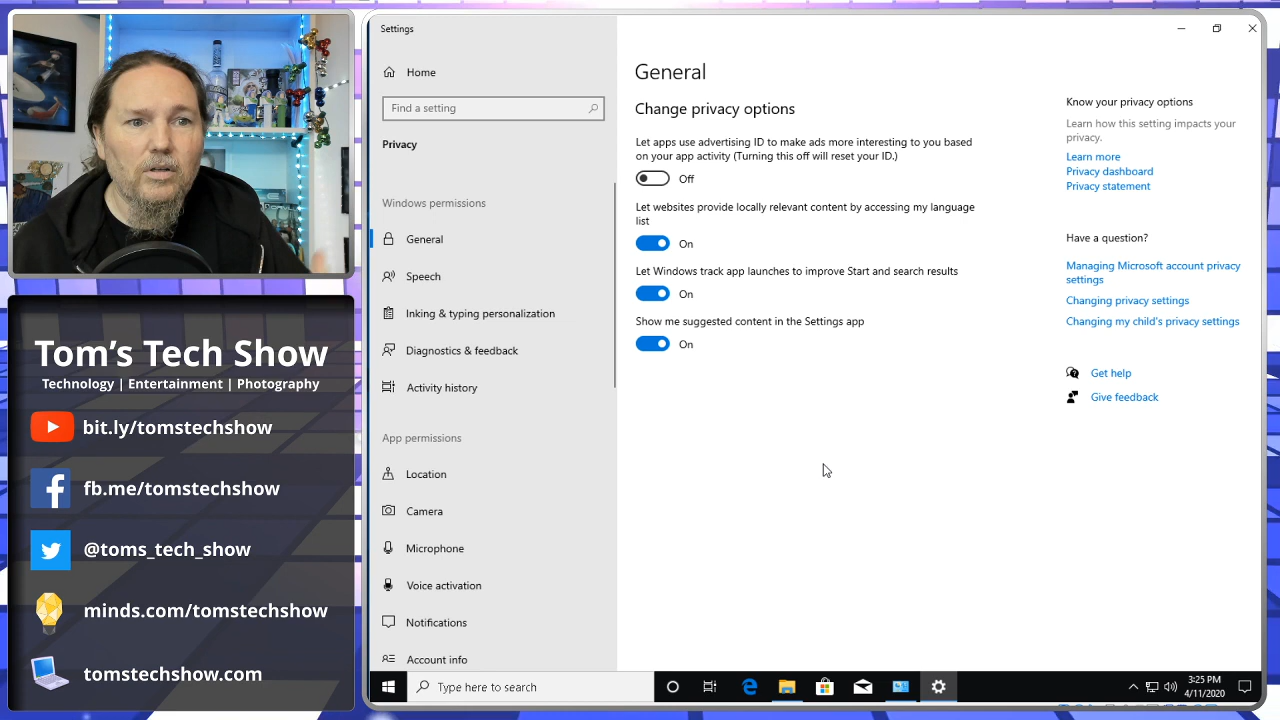 Tom's Tech Show
Technology | Entertainment | Photography
bit.ly/tomstechshow
fb.me/tomstechshow
@toms_tech_show
minds.com/tomstechshow
tomstechshow.com
Settings
Home
Find a setting
Privacy
Windows permissions
General
Speech
Inking & typing personalization
Diagnostics & feedback
Activity history
App permissions
Location
Camera
Microphone
Voice activation
Notifications
Account info
General
Change privacy options
Let apps use advertising ID to make ads more interesting to you based
on your app activity (Turning this off will reset your ID.)
Off
Let websites provide locally relevant content by accessing my language
list
On
Let Windows track app launches to improve Start and search results
On
Show me suggested content in the Settings app
On
Know your privacy options
Learn how this setting impacts your
privacy.
Learn more
Privacy dashboard
Privacy statement
Have a question?
Managing Microsoft account privacy
settings
Changing privacy settings
Changing my child's privacy settings
Get help
Give feedback
Type here to search
3:25 PM
4/11/2020